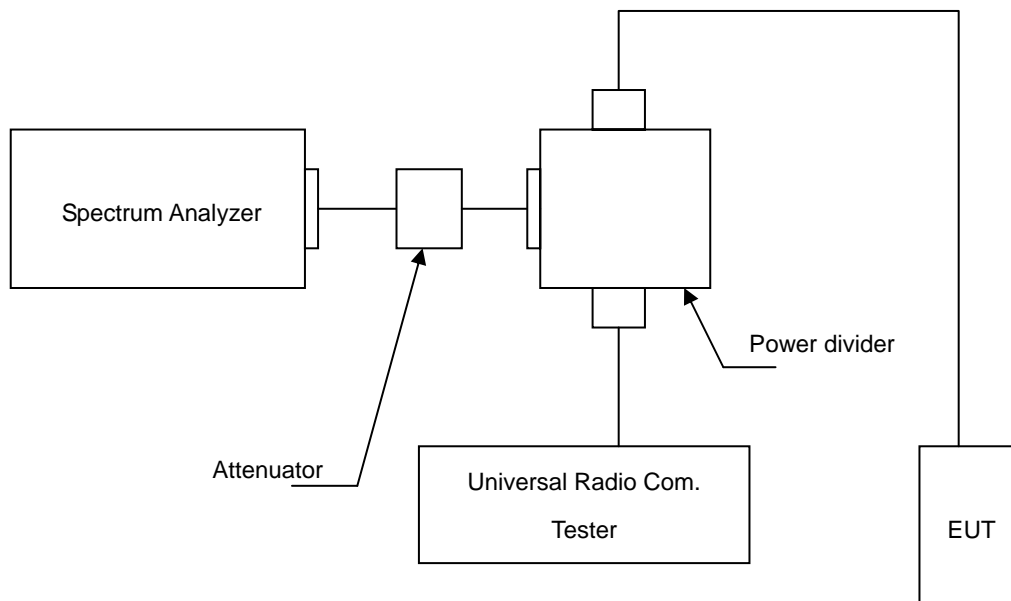 Spectrum Analyzer
Power divider
Attenuator
Universal Radio Com.
Tester
EUT